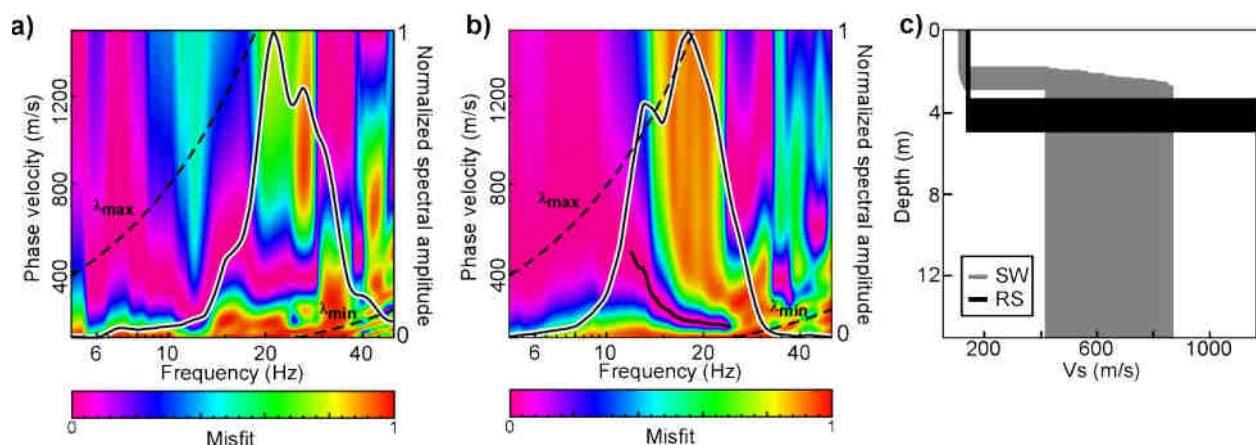 a)
1
1200
800
400
Phase velocity (m/s)
λmax
λmin
0
Normalized spectral amplitude
6
10
20
40
Frequency (Hz)
0
1
Misfit
b)
1
1200
800
400
Phase velocity (m/s)
λmax
λmin
0
Normalized spectral amplitude
6
10
20
40
Frequency (Hz)
0
1
Misfit
c)
0
4
8
12
Depth (m)
SW
RS
200
600
1000
Vs (m/s)